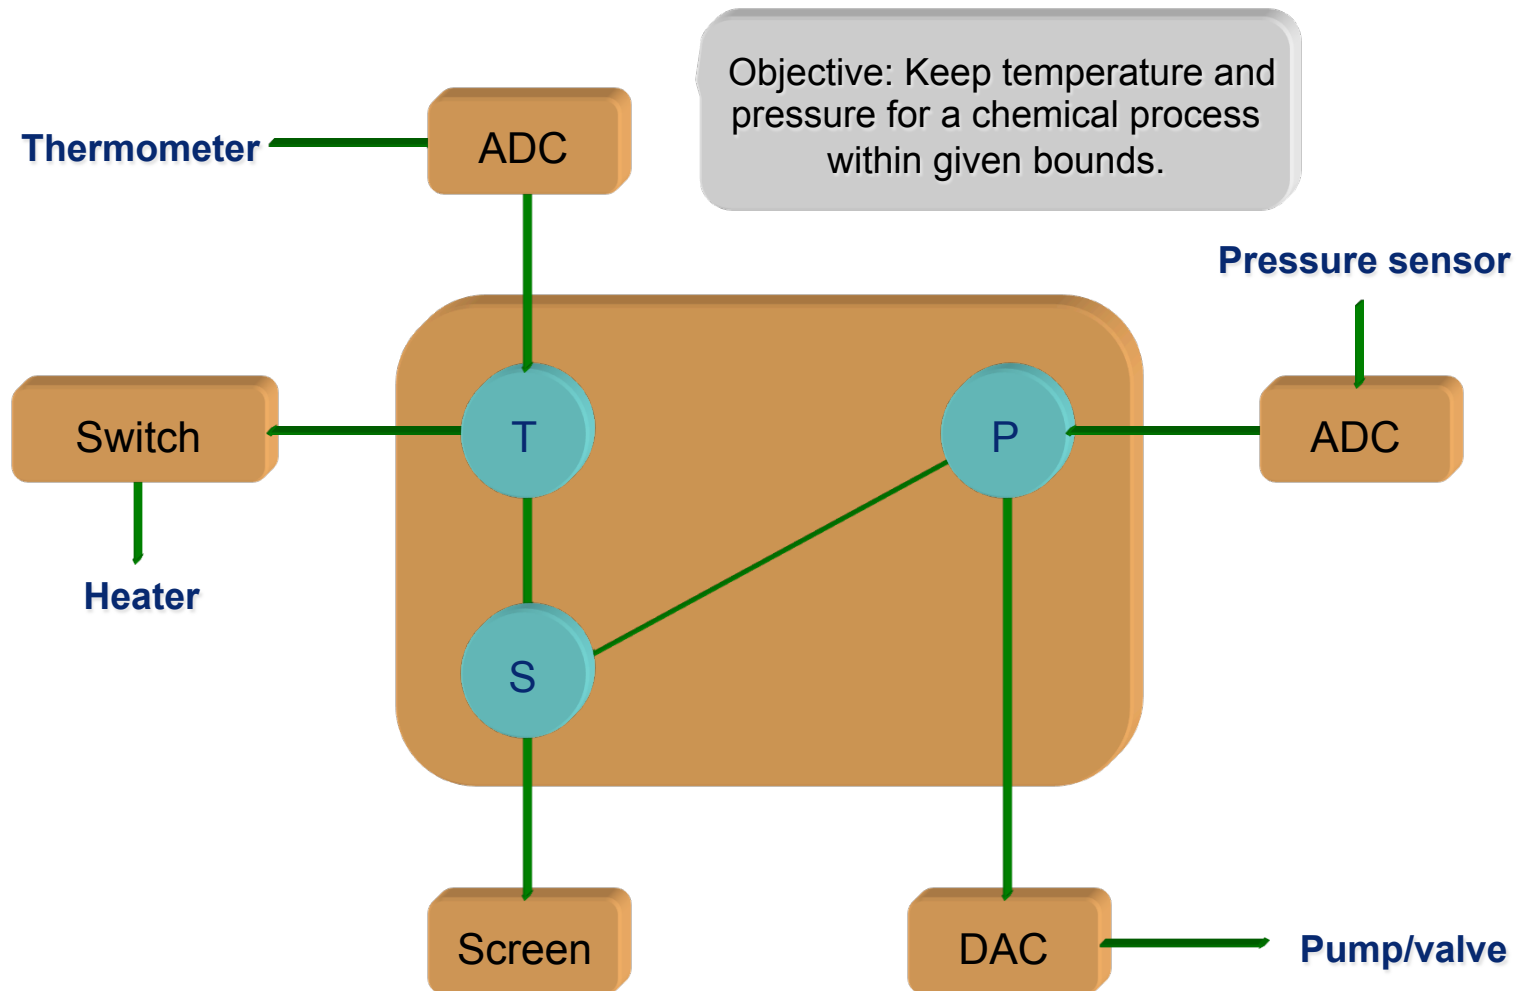 Objective: Keep temperature and
pressure for a chemical process
within given bounds.
Thermometer
ADC
Pressure sensor
Switch
T
P
ADC
Heater
S
Screen
DAC
Pump/valve